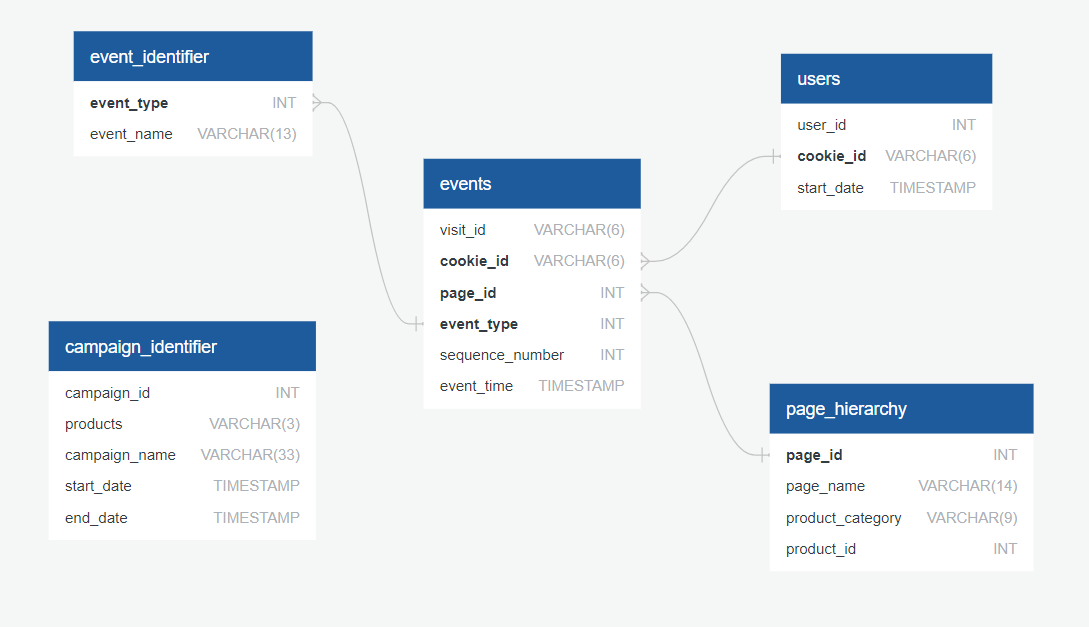 event_identifier
event_type INT
event_name VARCHAR(13)
users
user_id INT
cookie_id VARCHAR(6)
start_date TIMESTAMP
events
visit_id VARCHAR(6)
cookie_id VARCHAR(6)
page_id INT
event_type INT
sequence_number INT
event_time TIMESTAMP
campaign_identifier
campaign_id INT
products VARCHAR(3)
campaign_name VARCHAR(33)
start_date TIMESTAMP
end_date TIMESTAMP
page_hierarchy
page_id INT
page_name VARCHAR(14)
product_category VARCHAR(9)
product_id INT